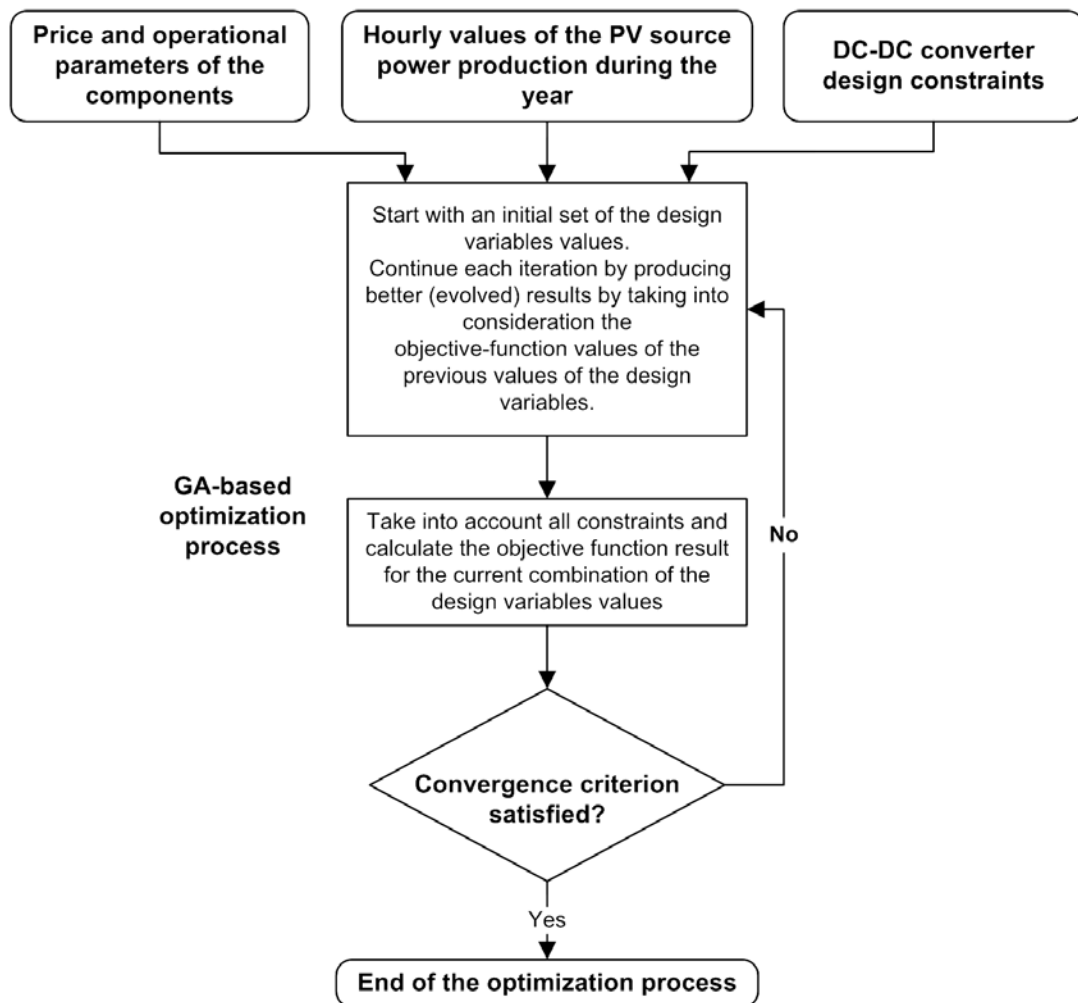 Price and operational
parameters of the
components
Hourly values of the PV source
power production during the
year
DC-DC converter
design constraints
Start with an initial set of the design
variables values.
Continue each iteration by producing
better (evolved) results by taking into
consideration the
objective-function values of the
previous values of the design
variables.
GA-based
optimization
process
Take into account all constraints and
calculate the objective function result
for the current combination of the
design variables values
No
Convergence criterion
satisfied?
Yes
End of the optimization process